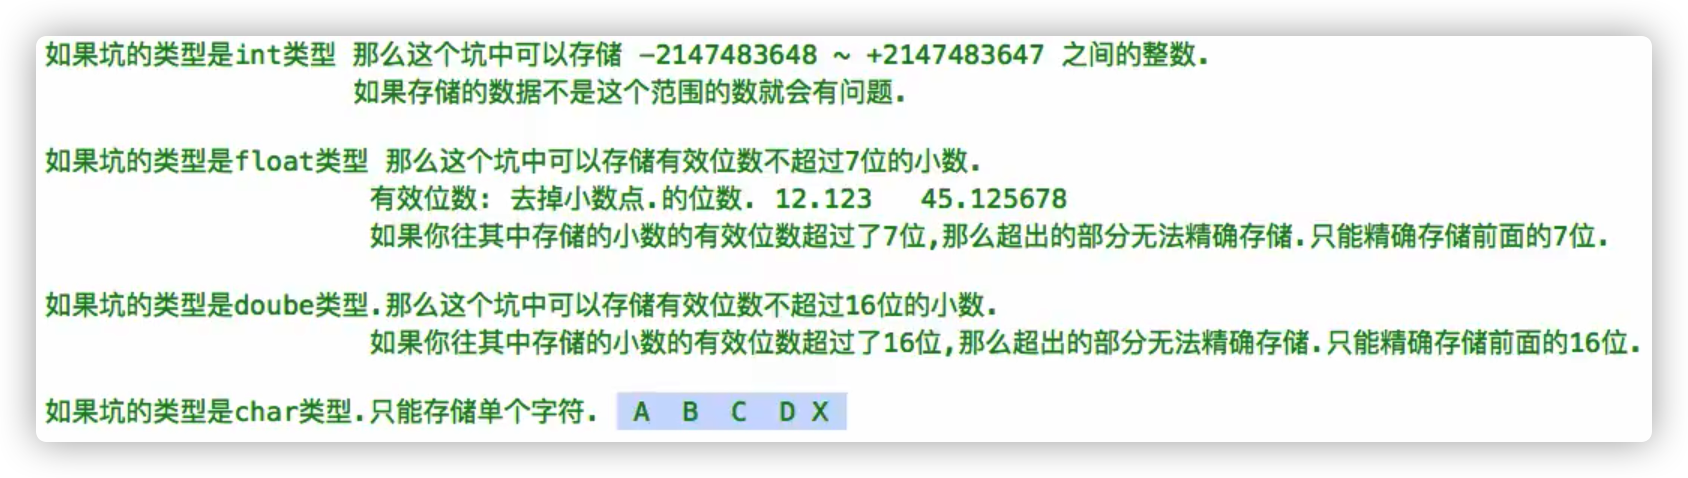 如果坑的类型是int类型 那么这个坑中可以存储 -2147483648 ~ +2147483647 之间的整数.
如果存储的数据不是这个范围的数就会有问题.
如果坑的类型是float类型 那么这个坑中可以存储有效位数不超过7位的小数.
有效位数: 去掉小数点.的位数. 12.123 45.125678
如果你往其中存储的小数的有效位数超过了7位,那么超出的部分无法精确存储.只能精确存储前面的7位.
如果坑的类型是doube类型.那么这个坑中可以存储有效位数不超过16位的小数.
如果你往其中存储的小数的有效位数超过了16位,那么超出的部分无法精确存储.只能精确存储前面的16位.
如果坑的类型是char类型.只能存储单个字符. A B C D X